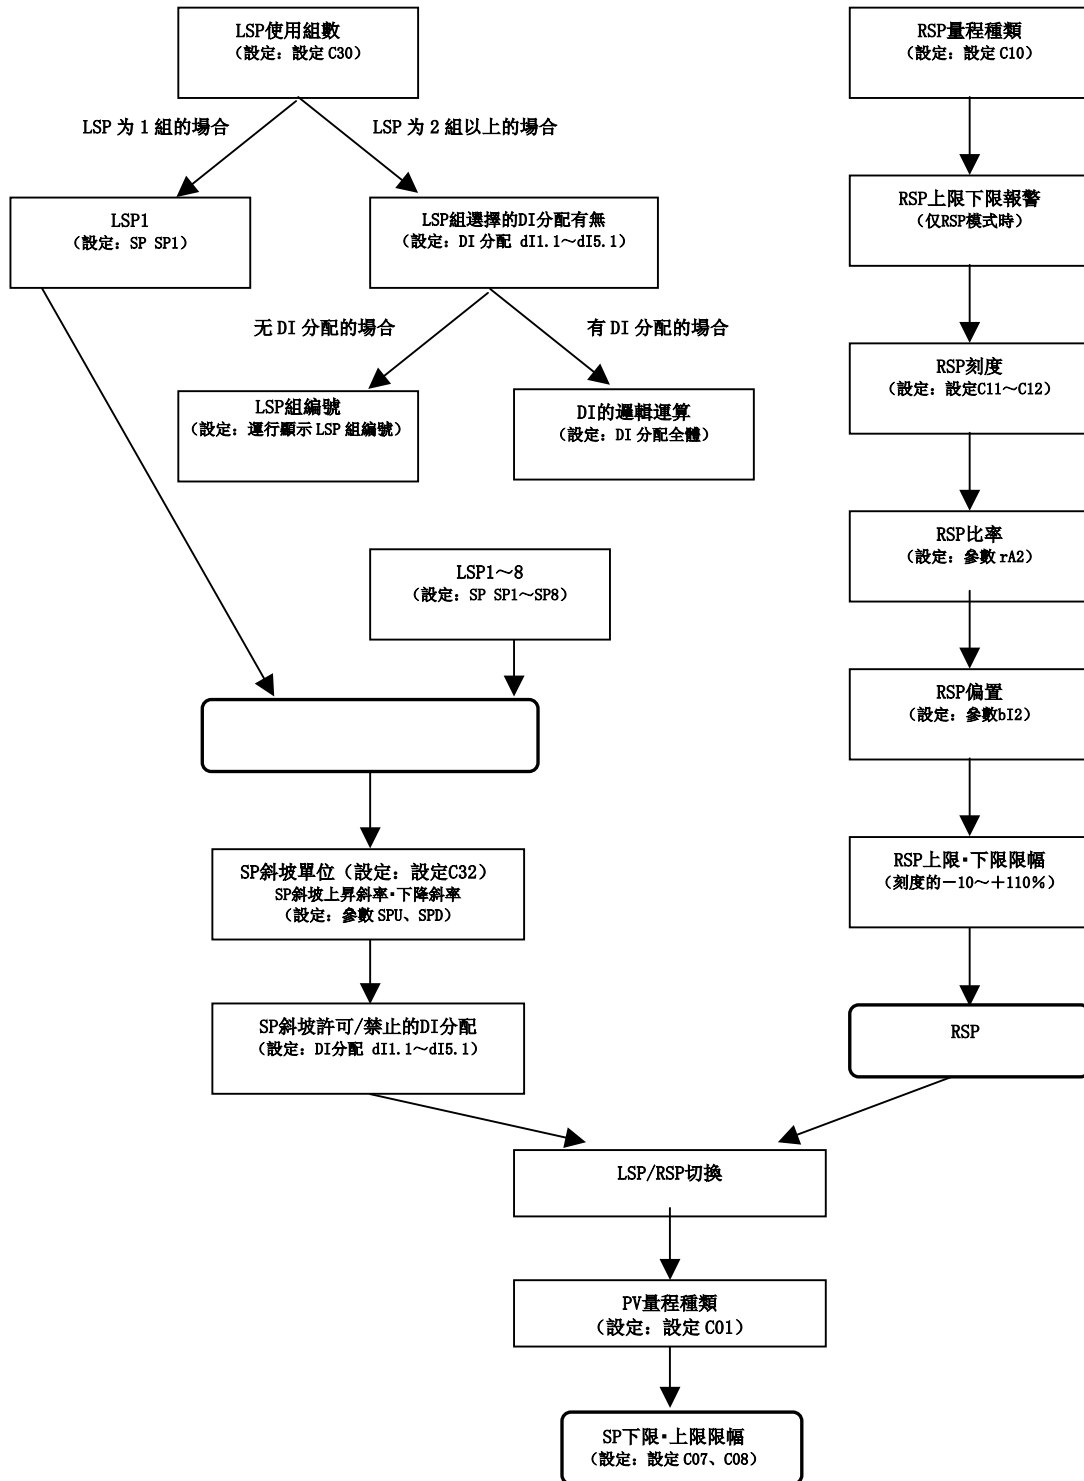 LSP使用組數
（設定：設定 C30）
RSP量程種類
（設定：設定 C10）
LSP 为 1 組的場合
LSP 为 2 組以上的場合
LSP1
（設定：SP SP1）
LSP組選擇的DI分配有無
（設定：DI 分配 dI1.1～dI5.1）
RSP上限下限報警
（仅RSP模式時）
无 DI 分配的場合
有 DI 分配的場合
RSP刻度
（設定：設定C11～C12）
LSP組編號
（設定：運行顯示 LSP 組編號）
DI的邏輯運算
（設定：DI 分配全體）
RSP比率
（設定：參數 rA2）
LSP1～8
（設定：SP SP1～SP8）
RSP偏置
（設定：參數bI2）
SP斜坡單位（設定：設定C32）
SP斜坡上昇斜率･下降斜率
（設定：參數 SPU、SPD）
RSP上限･下限限幅
（刻度的－10～＋110％）
SP斜坡許可/禁止的DI分配
（設定：DI分配 dI1.1～dI5.1）
RSP
LSP/RSP切換
PV量程種類
（設定：設定 C01）
SP下限･上限限幅
（設定：設定 C07、C08）